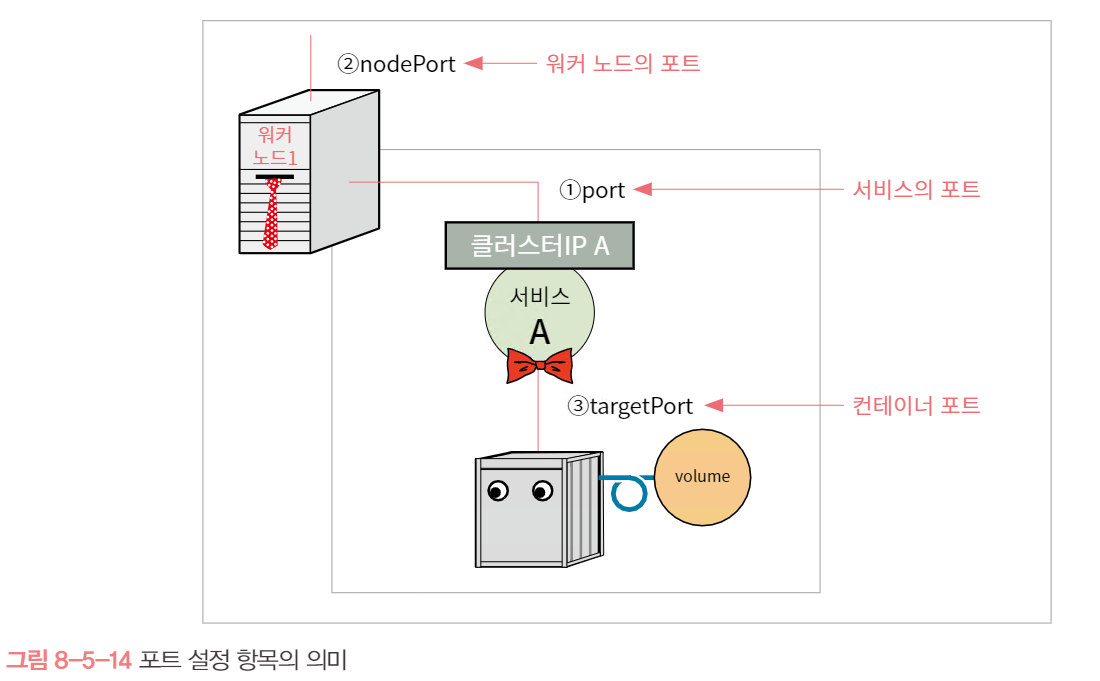 ②nodePort
워커 노드의 포트
워커
노드1
①port
서비스의 포트
클러스터IP A
서비스
A
③targetPort
컨테이너 포트
volume
그림 8-5-14 포트 설정 항목의 의미